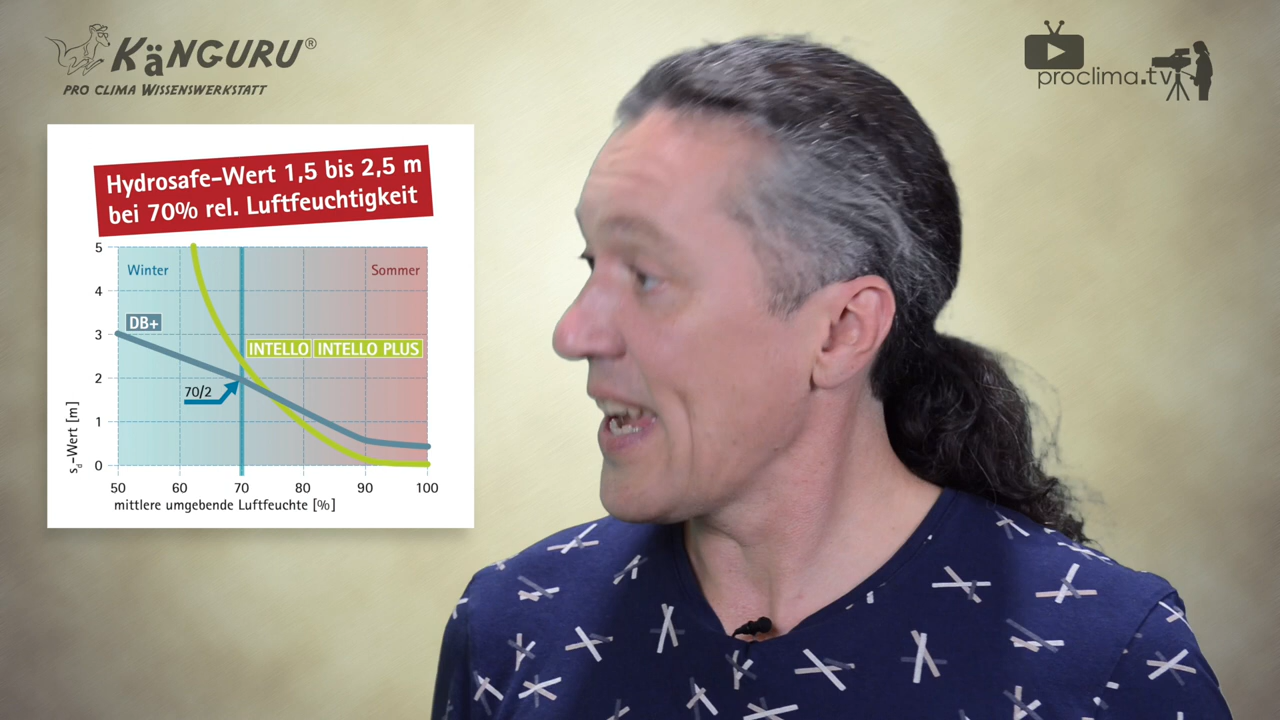 KäNGURU®
PRO CLIMA WISSENSWERKSTATT
proclima.tv
Hydrosafe-Wert 1,5 bis 2,5 m
bei 70% rel. Luftfeuchtigkeit
5
Winter
Sommer
4
DB+
3
INTELLO INTELLO PLUS
2
70/2
1
0
sd-Wert [m]
50 60 70 80 90 100
mittlere umgebende Luftfeuchte [%]